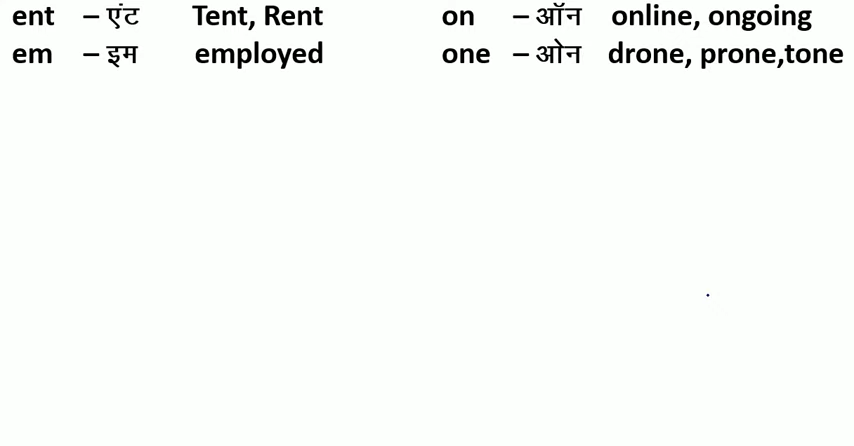 ent – एंट Tent, Rent on – ऑन online, ongoing
em – इम employed one – ओन drone, prone,tone